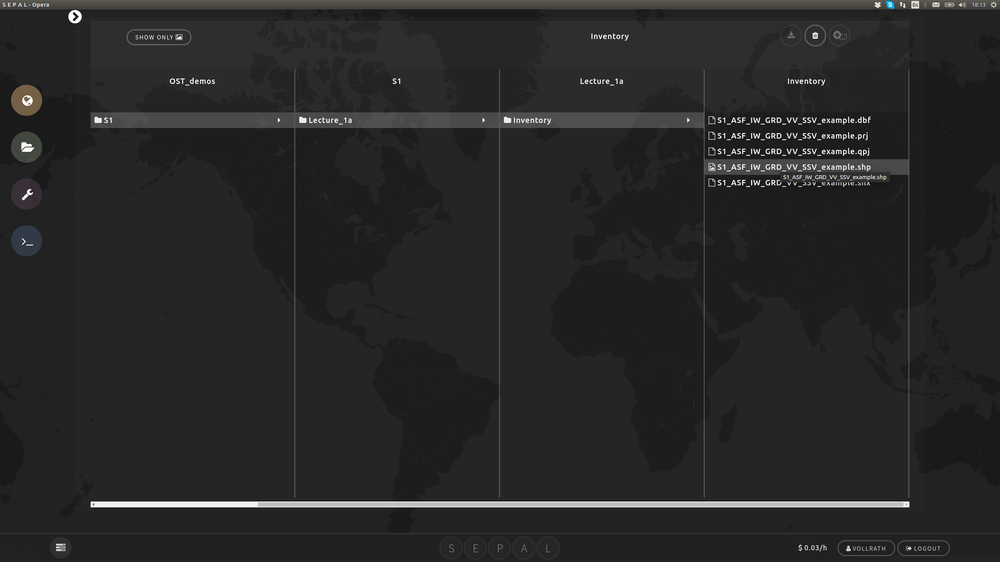 S E P A L - Opera
En
18:13
SHOW ONLY
Inventory
OST_demos
S1
Lecture_1a
Inventory
S1
Lecture_1a
Inventory
S1_ASF_IW_GRD_VV_SSV_example.dbf
S1_ASF_IW_GRD_VV_SSV_example.prj
S1_ASF_IW_GRD_VV_SSV_example.qpj
S1_ASF_IW_GRD_VV_SSV_example.shp
S1_ASF_IW_GRD_VV_SSV_example.shp
S1_ASF_IW_GRD_VV_SSV_example.shx
S E P A L
$ 0.03/h
VOLLRATH
LOGOUT